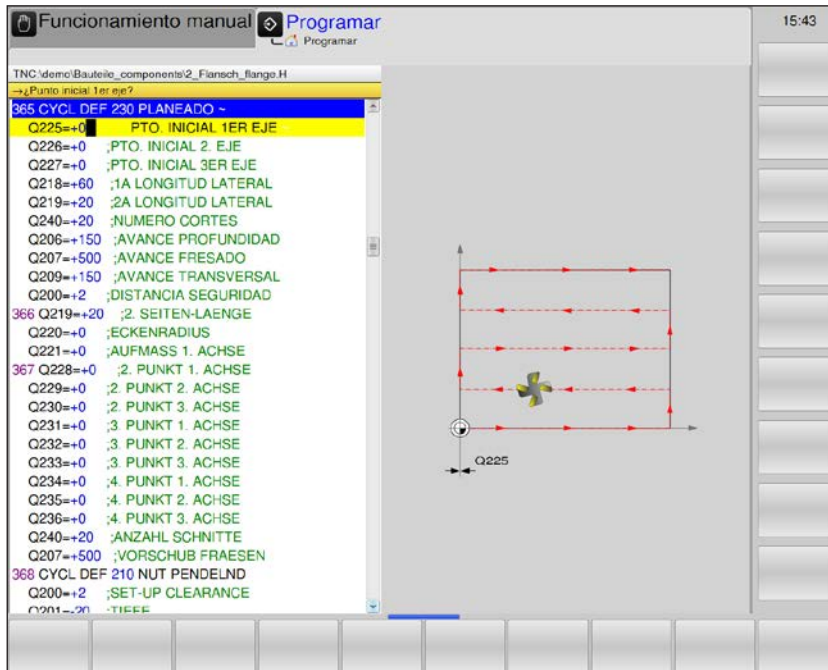 Funcionamiento manual
Programar
Programar
15:43
TNC:\demo\Bauteile_components\2_Flansch_flange.H
→¿Punto inicial 1er eje?
365 CYCL DEF 230 PLANEADO ~
Q225=+0 PTO. INICIAL 1ER EJE
Q226=+0 ;PTO. INICIAL 2. EJE
Q227=+0 ;PTO. INICIAL 3ER EJE
Q218=+60 ;1A LONGITUD LATERAL
Q219=+20 ;2A LONGITUD LATERAL
Q240=+20 ;NUMERO CORTES
Q206=+150 ;AVANCE PROFUNDIDAD
Q207=+500 ;AVANCE FRESADO
Q209=+150 ;AVANCE TRANSVERSAL
Q200=+2 ;DISTANCIA SEGURIDAD
366 Q219=+20 ;2. SEITEN-LAENGE
Q220=+0 ;ECKENRADIUS
Q221=+0 ;AUFMASS 1. ACHSE
367 Q228=+0 ;2. PUNKT 1. ACHSE
Q229=+0 ;2. PUNKT 2. ACHSE
Q230=+0 ;2. PUNKT 3. ACHSE
Q231=+0 ;3. PUNKT 1. ACHSE
Q232=+0 ;3. PUNKT 2. ACHSE
Q233=+0 ;3. PUNKT 3. ACHSE
Q234=+0 ;4. PUNKT 1. ACHSE
Q235=+0 ;4. PUNKT 2. ACHSE
Q236=+0 ;4. PUNKT 3. ACHSE
Q240=+20 ;ANZAHL SCHNITTE
Q207=+500 ;VORSCHUB FRAESEN
368 CYCL DEF 210 NUT PENDELND
Q200=+2 ;SET-UP CLEARANCE
Q201=-20 ;TIEFE
Q225